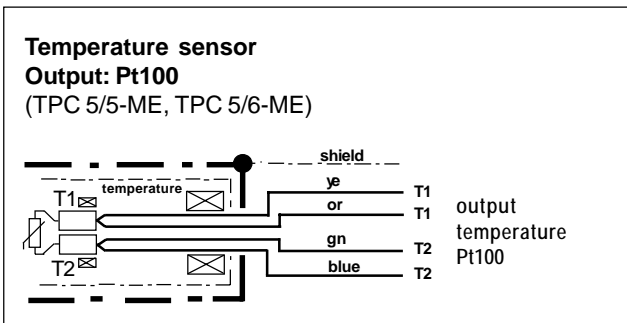 Temperature sensor
Output: Pt100
(TPC 5/5-ME, TPC 5/6-ME)
shield
temperature
T1
ye
T1
or
T1
output
temperature
Pt100
gn
T2
T2
blue
T2